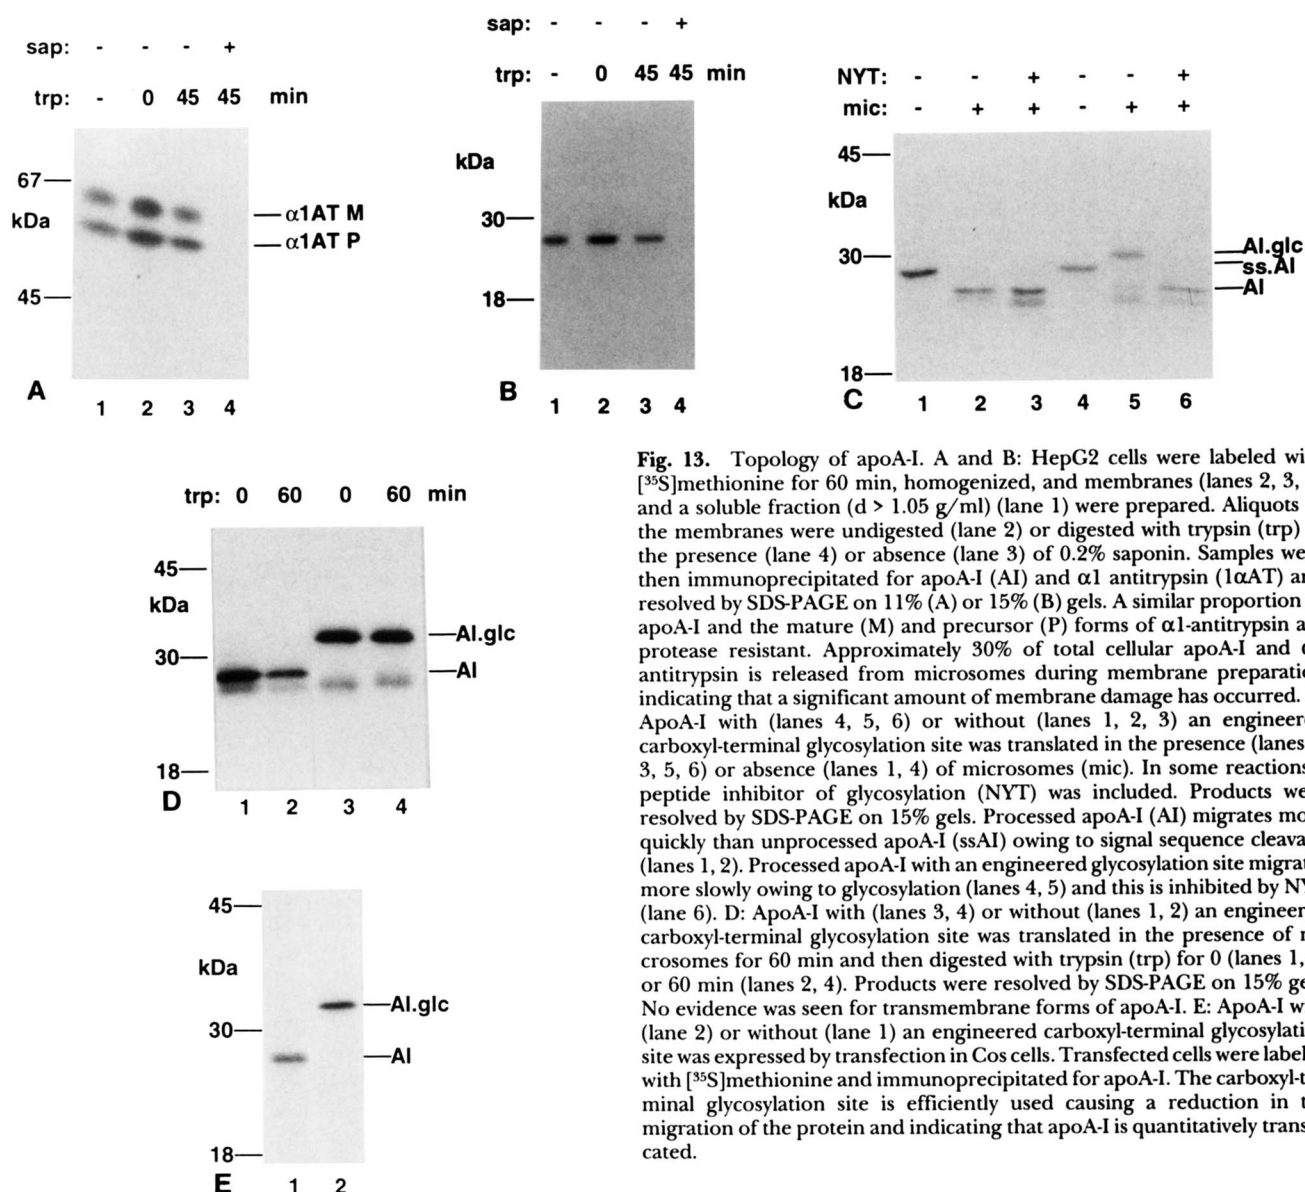 sap: - - - +
trp: - 0 45 45 min
67
kDa
45
α1AT M
α1AT P
A
1 2 3 4
sap: - - - +
trp: - 0 45 45 min
kDa
30
18
B
1 2 3 4
NYT: - - + - - +
mic: - + + - + +
45
kDa
30
18
AI.glc
ss.AI
AI
C
1 2 3 4 5 6
trp: 0 60 0 60 min
45
kDa
30
18
AI.glc
AI
D
1 2 3 4
45
kDa
30
18
AI.glc
AI
E
1 2
Fig. 13. Topology of apoA-I. A and B: HepG2 cells were labeled wi
[³⁵S]methionine for 60 min, homogenized, and membranes (lanes 2, 3,
and a soluble fraction (d > 1.05 g/ml) (lane 1) were prepared. Aliquots
the membranes were undigested (lane 2) or digested with trypsin (trp)
the presence (lane 4) or absence (lane 3) of 0.2% saponin. Samples we
then immunoprecipitated for apoA-I (AI) and α1 antitrypsin (1αAT) an
resolved by SDS-PAGE on 11% (A) or 15% (B) gels. A similar proportion
apoA-I and the mature (M) and precursor (P) forms of α1-antitrypsin a
protease resistant. Approximately 30% of total cellular apoA-I and
antitrypsin is released from microsomes during membrane preparatio
indicating that a significant amount of membrane damage has occurred.
ApoA-I with (lanes 4, 5, 6) or without (lanes 1, 2, 3) an engineer
carboxyl-terminal glycosylation site was translated in the presence (lanes
3, 5, 6) or absence (lanes 1, 4) of microsomes (mic). In some reactions
peptide inhibitor of glycosylation (NYT) was included. Products we
resolved by SDS-PAGE on 15% gels. Processed apoA-I (AI) migrates mo
quickly than unprocessed apoA-I (ssAI) owing to signal sequence cleava
(lanes 1, 2). Processed apoA-I with an engineered glycosylation site migrat
more slowly owing to glycosylation (lanes 4, 5) and this is inhibited by NY
(lane 6). D: ApoA-I with (lanes 3, 4) or without (lanes 1, 2) an engineer
carboxyl-terminal glycosylation site was translated in the presence of m
crosomes for 60 min and then digested with trypsin (trp) for 0 (lanes 1,
or 60 min (lanes 2, 4). Products were resolved by SDS-PAGE on 15% ge
No evidence was seen for transmembrane forms of apoA-I. E: ApoA-I w
(lane 2) or without (lane 1) an engineered carboxyl-terminal glycosylati
site was expressed by transfection in Cos cells. Transfected cells were label
with [³⁵S]methionine and immunoprecipitated for apoA-I. The carboxyl-t
minal glycosylation site is efficiently used causing a reduction in t
migration of the protein and indicating that apoA-I is quantitatively trans
cated.